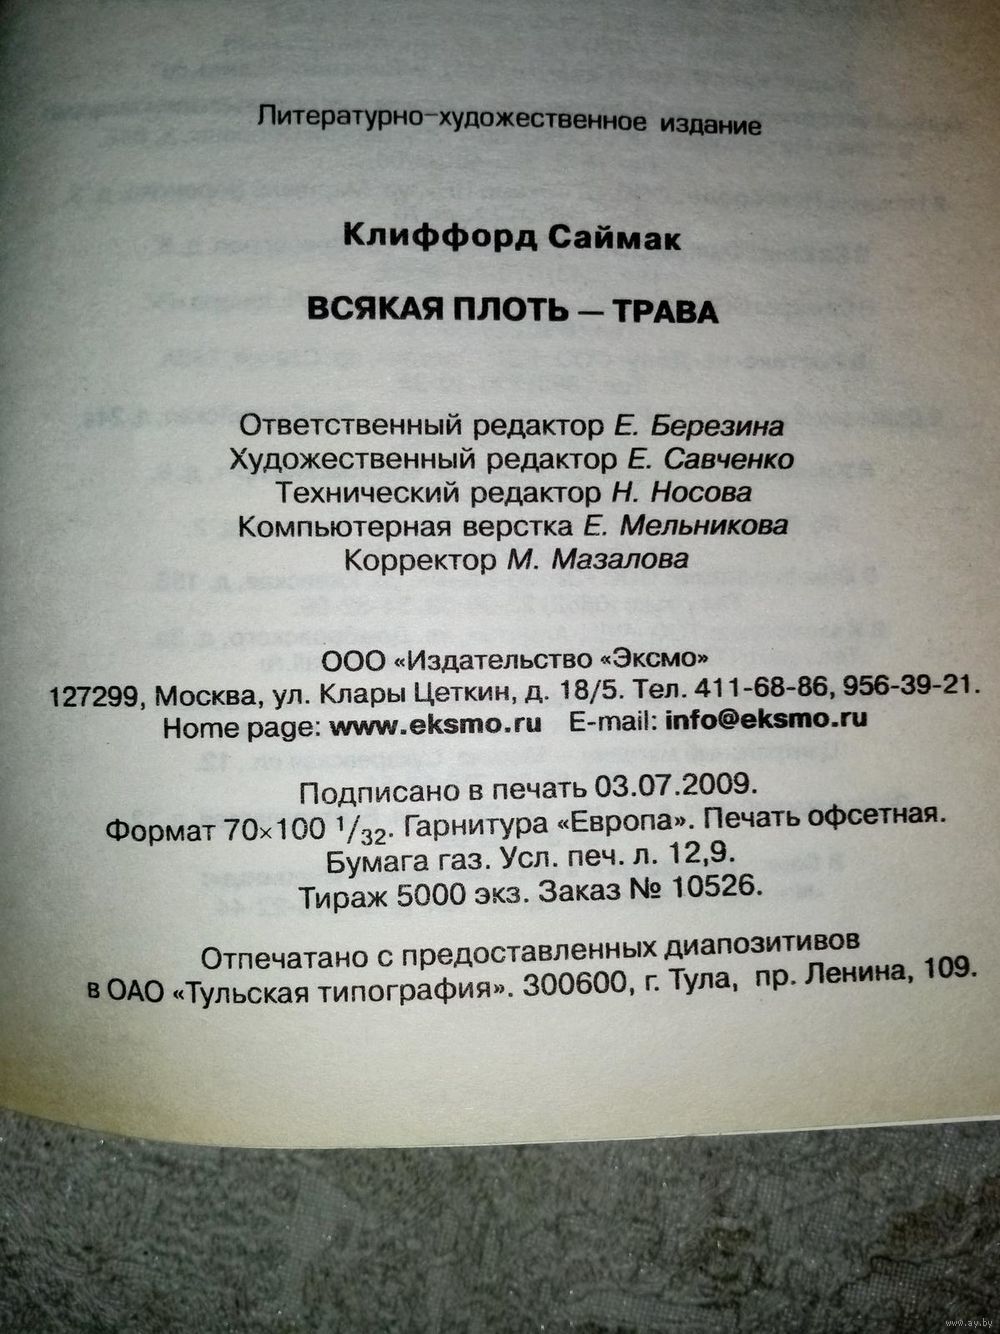 Литературно-художественное издание
Клиффорд Саймак
ВСЯКАЯ ПЛОТЬ — ТРАВА
Ответственный редактор Е. Березина
Художественный редактор Е. Савченко
Технический редактор Н. Носова
Компьютерная верстка Е. Мельникова
Корректор М. Мазалова
ООО «Издательство «Эксмо»
127299, Москва, ул. Клары Цеткин, д. 18/5. Тел. 411-68-86, 956-39-21.
Home page: www.eksmo.ru E-mail: info@eksmo.ru
Подписано в печать 03.07.2009.
Формат 70×100 1/32. Гарнитура «Европа». Печать офсетная.
Бумага газ. Усл. печ. л. 12,9.
Тираж 5000 экз. Заказ № 10526.
Отпечатано с предоставленных диапозитивов
в ОАО «Тульская типография». 300600, г. Тула, пр. Ленина, 109.
www.ay.by